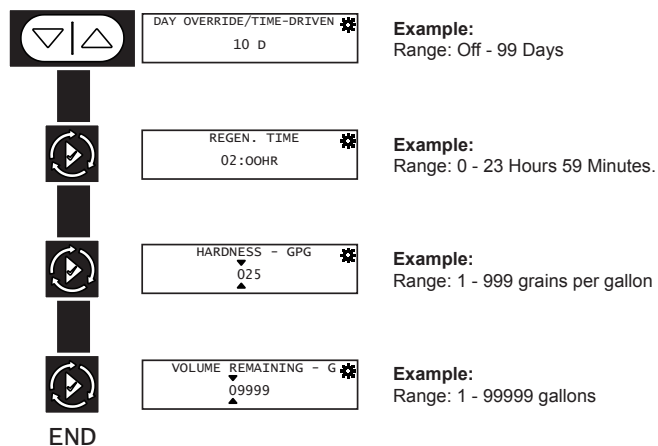 DAY OVERRIDE/TIME-DRIVEN
10 D
Example:
Range: Off - 99 Days
REGEN. TIME
02:00HR
Example:
Range: 0 - 23 Hours 59 Minutes.
HARDNESS - GPG
025
Example:
Range: 1 - 999 grains per gallon
VOLUME REMAINING - G
09999
Example:
Range: 1 - 99999 gallons
END